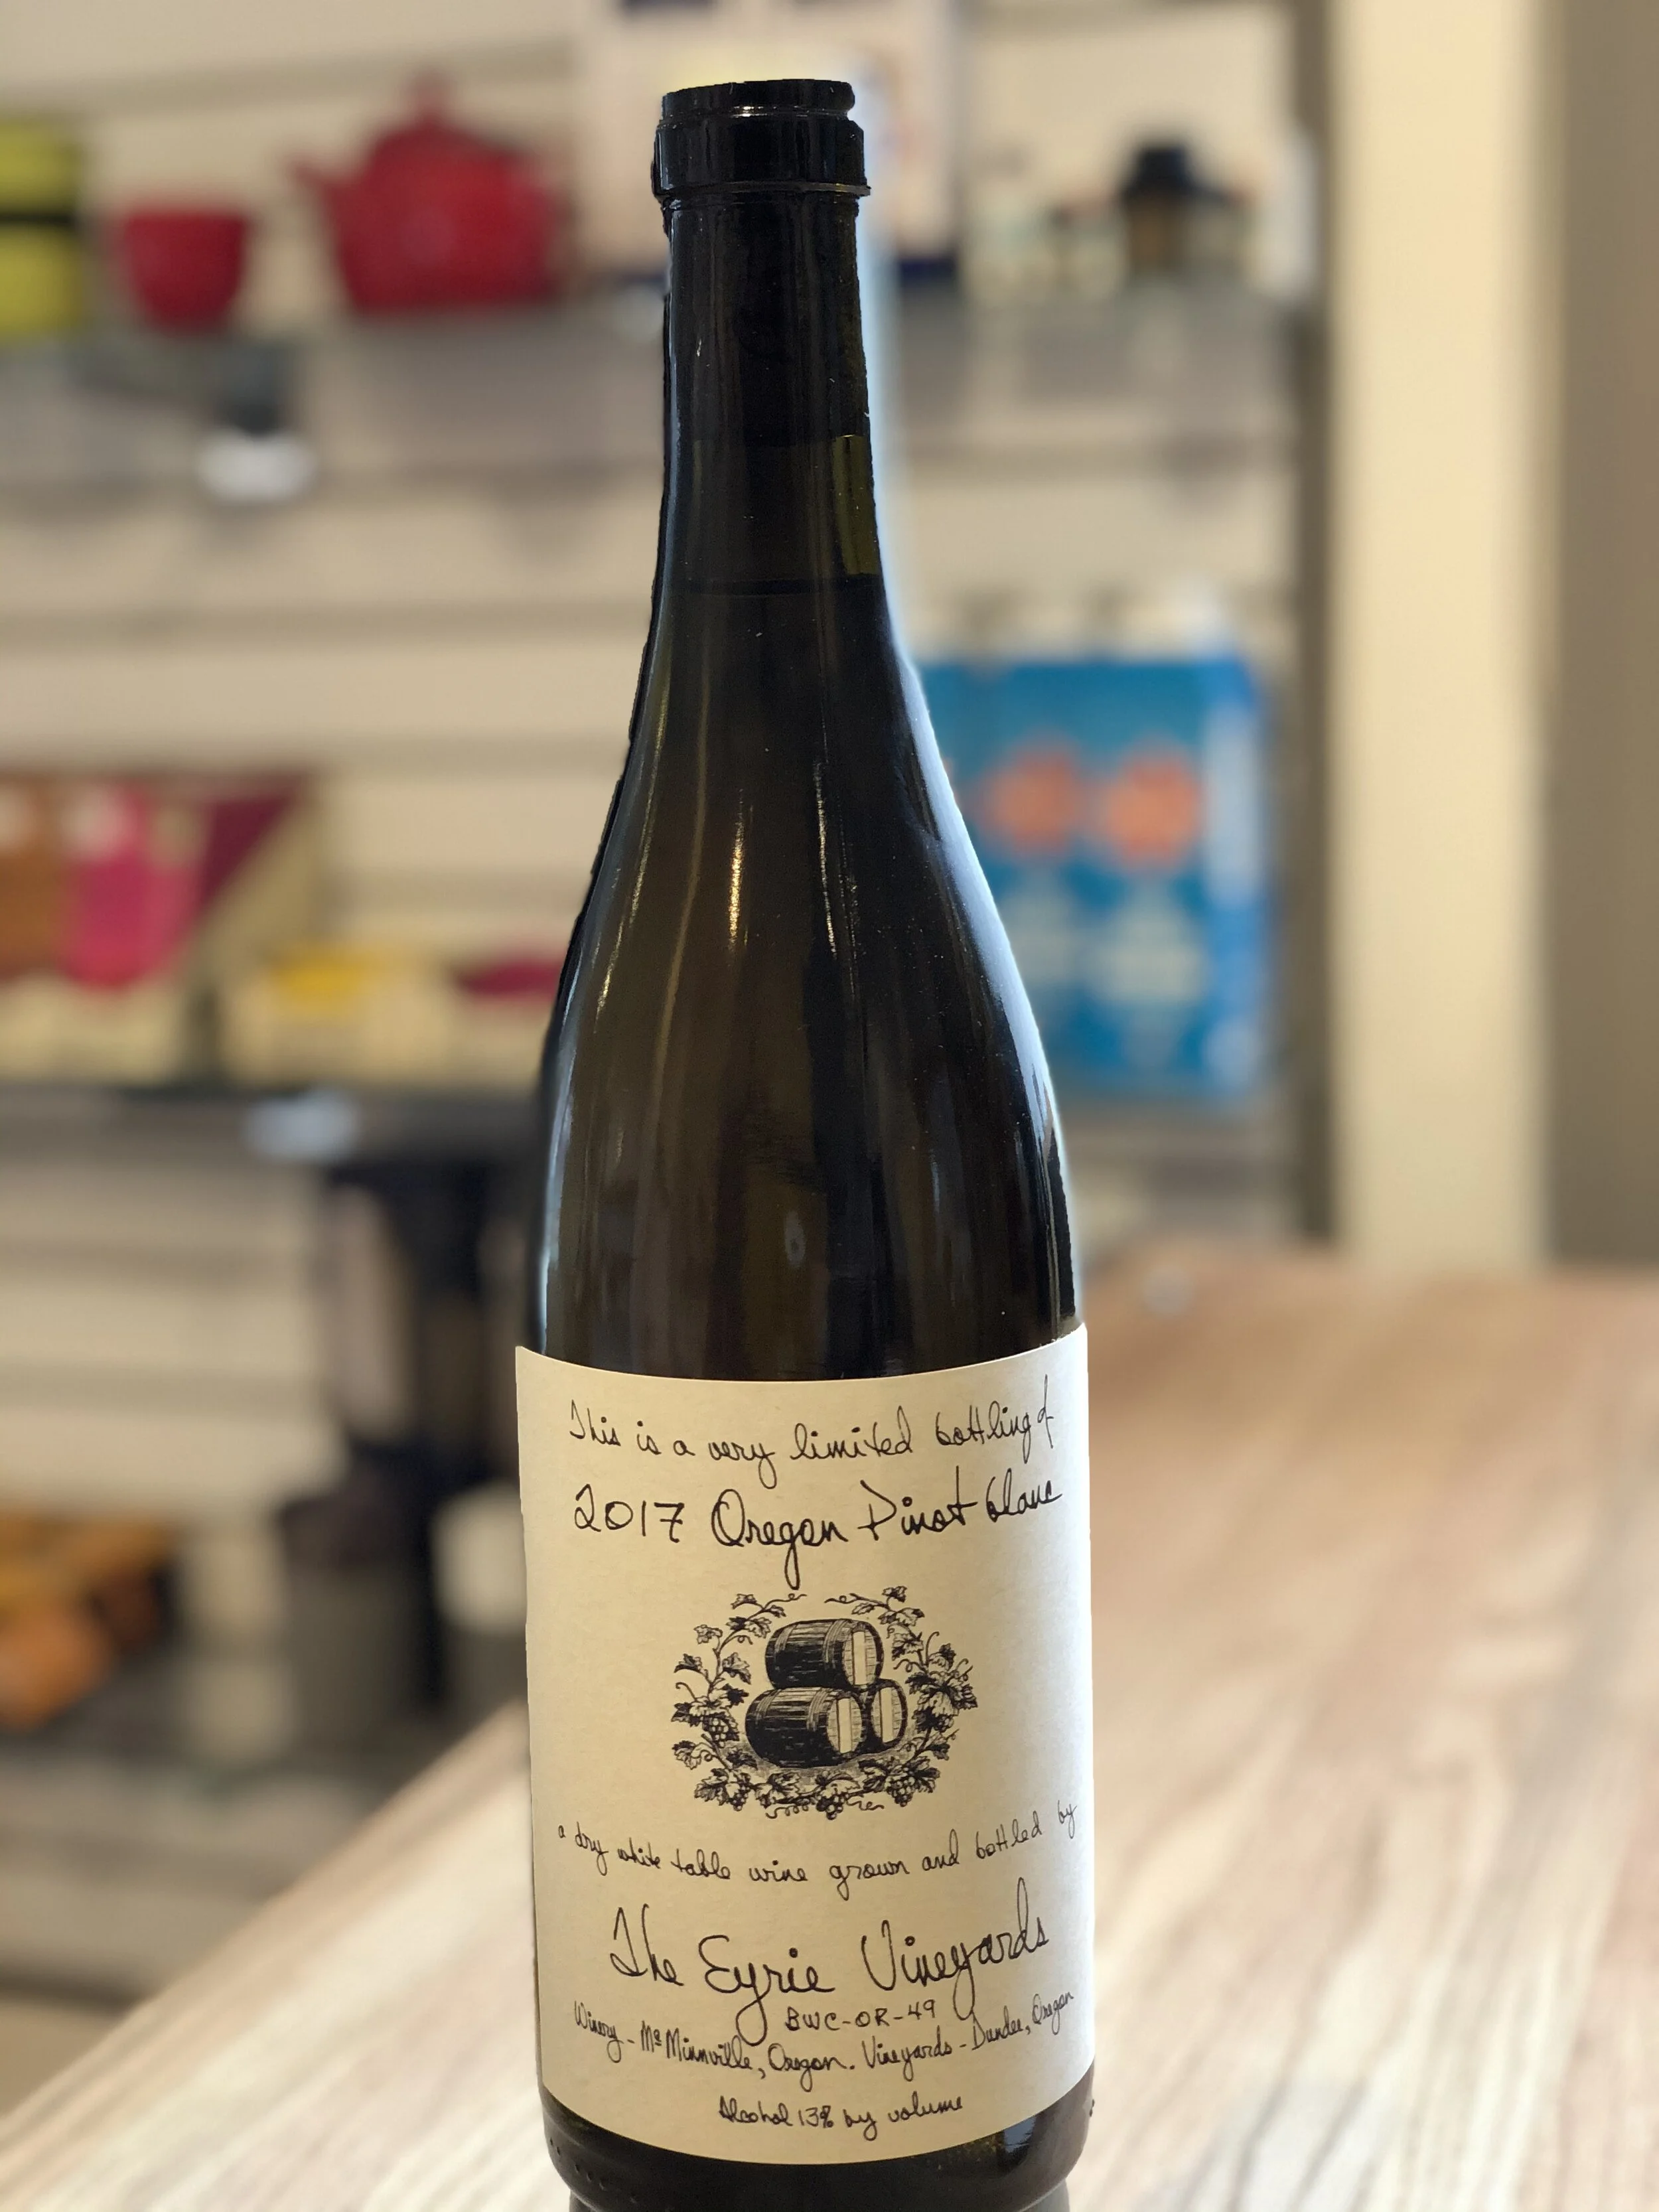 This is a very limited bottling of
2017 Oregon Pinot blanc
a dry white table wine grown and bottled by
The Eyrie Vineyards
BWC-OR-49
Winery - McMinnville, Oregon. Vineyards - Dundee, Oregon
Alcohol 13% by volume